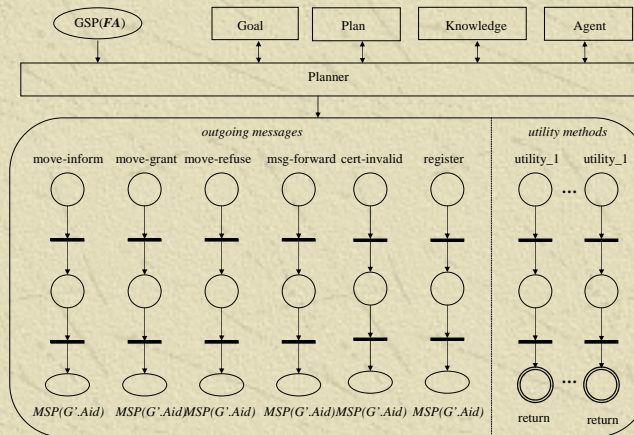 GSP(FA)
Goal
Plan
Knowledge
Agent
Planner
outgoing messages
utility methods
move-inform move-grant move-refuse msg-forward cert-invalid register utility_1 utility_1
...
...
MSP(G'.Aid) MSP(G'.Aid) MSP(G'.Aid) MSP(G'.Aid) MSP(G'.Aid) MSP(G'.Aid) return return